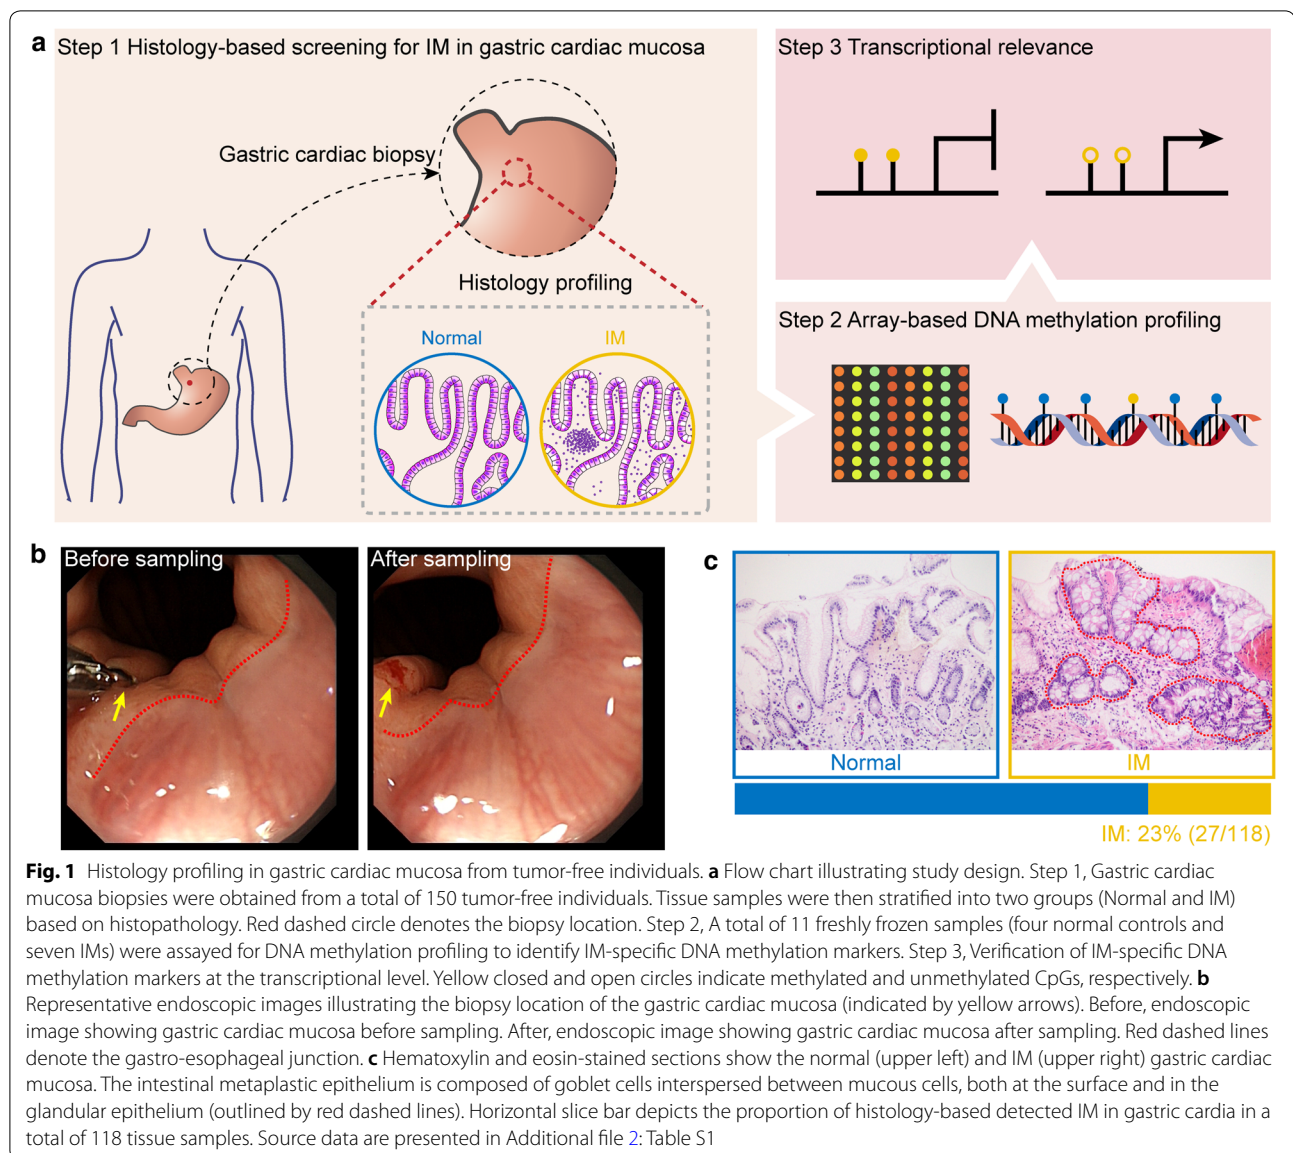 a Step 1 Histology-based screening for IM in gastric cardiac mucosa
Gastric cardiac biopsy
Histology profiling
Normal
IM
Step 3 Transcriptional relevance
Step 2 Array-based DNA methylation profiling
b
Before sampling
After sampling
c
Normal
IM
IM: 23% (27/118)
Fig. 1 Histology profiling in gastric cardiac mucosa from tumor-free individuals. a Flow chart illustrating study design. Step 1, Gastric cardiac
mucosa biopsies were obtained from a total of 150 tumor-free individuals. Tissue samples were then stratified into two groups (Normal and IM)
based on histopathology. Red dashed circle denotes the biopsy location. Step 2, A total of 11 freshly frozen samples (four normal controls and
seven IMs) were assayed for DNA methylation profiling to identify IM-specific DNA methylation markers. Step 3, Verification of IM-specific DNA
methylation markers at the transcriptional level. Yellow closed and open circles indicate methylated and unmethylated CpGs, respectively. b
Representative endoscopic images illustrating the biopsy location of the gastric cardiac mucosa (indicated by yellow arrows). Before, endoscopic
image showing gastric cardiac mucosa before sampling. After, endoscopic image showing gastric cardiac mucosa after sampling. Red dashed lines
denote the gastro-esophageal junction. c Hematoxylin and eosin-stained sections show the normal (upper left) and IM (upper right) gastric cardiac
mucosa. The intestinal metaplastic epithelium is composed of goblet cells interspersed between mucous cells, both at the surface and in the
glandular epithelium (outlined by red dashed lines). Horizontal slice bar depicts the proportion of histology-based detected IM in gastric cardia in a
total of 118 tissue samples. Source data are presented in Additional file 2: Table S1